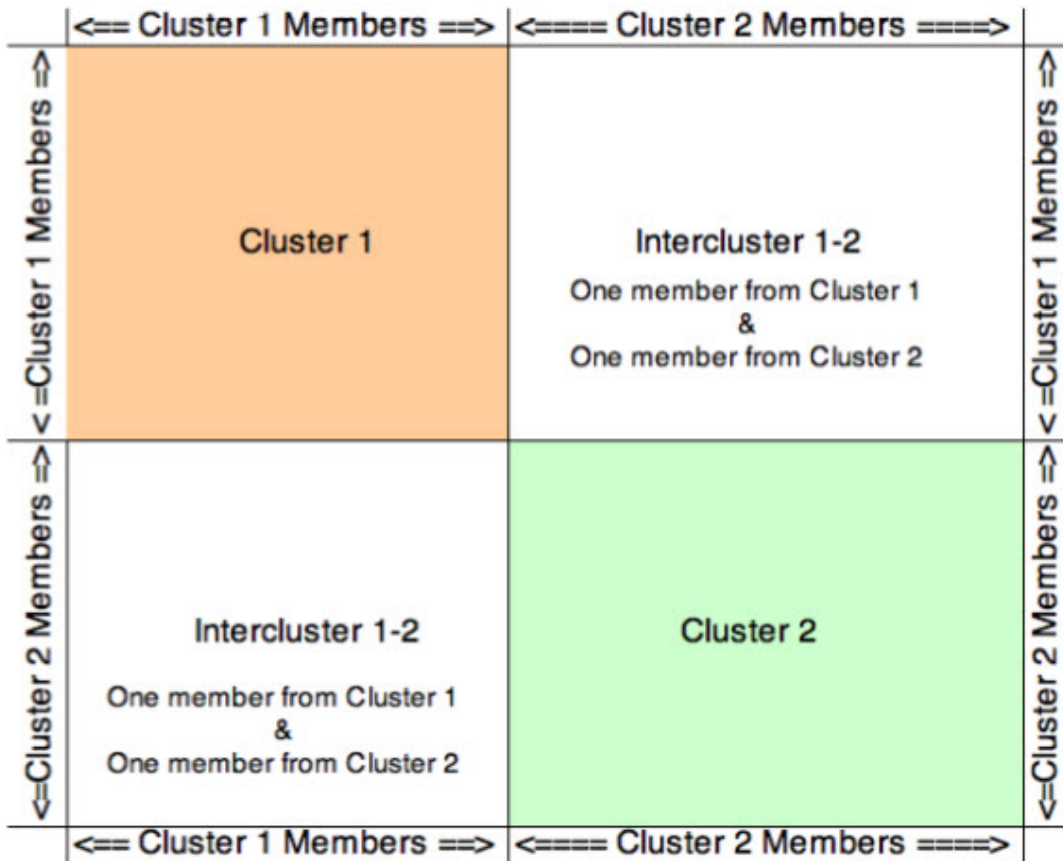 <== Cluster 1 Members ==>
<==== Cluster 2 Members ====>
< =Cluster 1 Members =>
Cluster 1
Intercluster 1-2
One member from Cluster 1
&
One member from Cluster 2
< =Cluster 1 Members =>
<=Cluster 2 Members =>
Intercluster 1-2
One member from Cluster 1
&
One member from Cluster 2
Cluster 2
<=Cluster 2 Members =>
<== Cluster 1 Members ==>
<==== Cluster 2 Members ====>